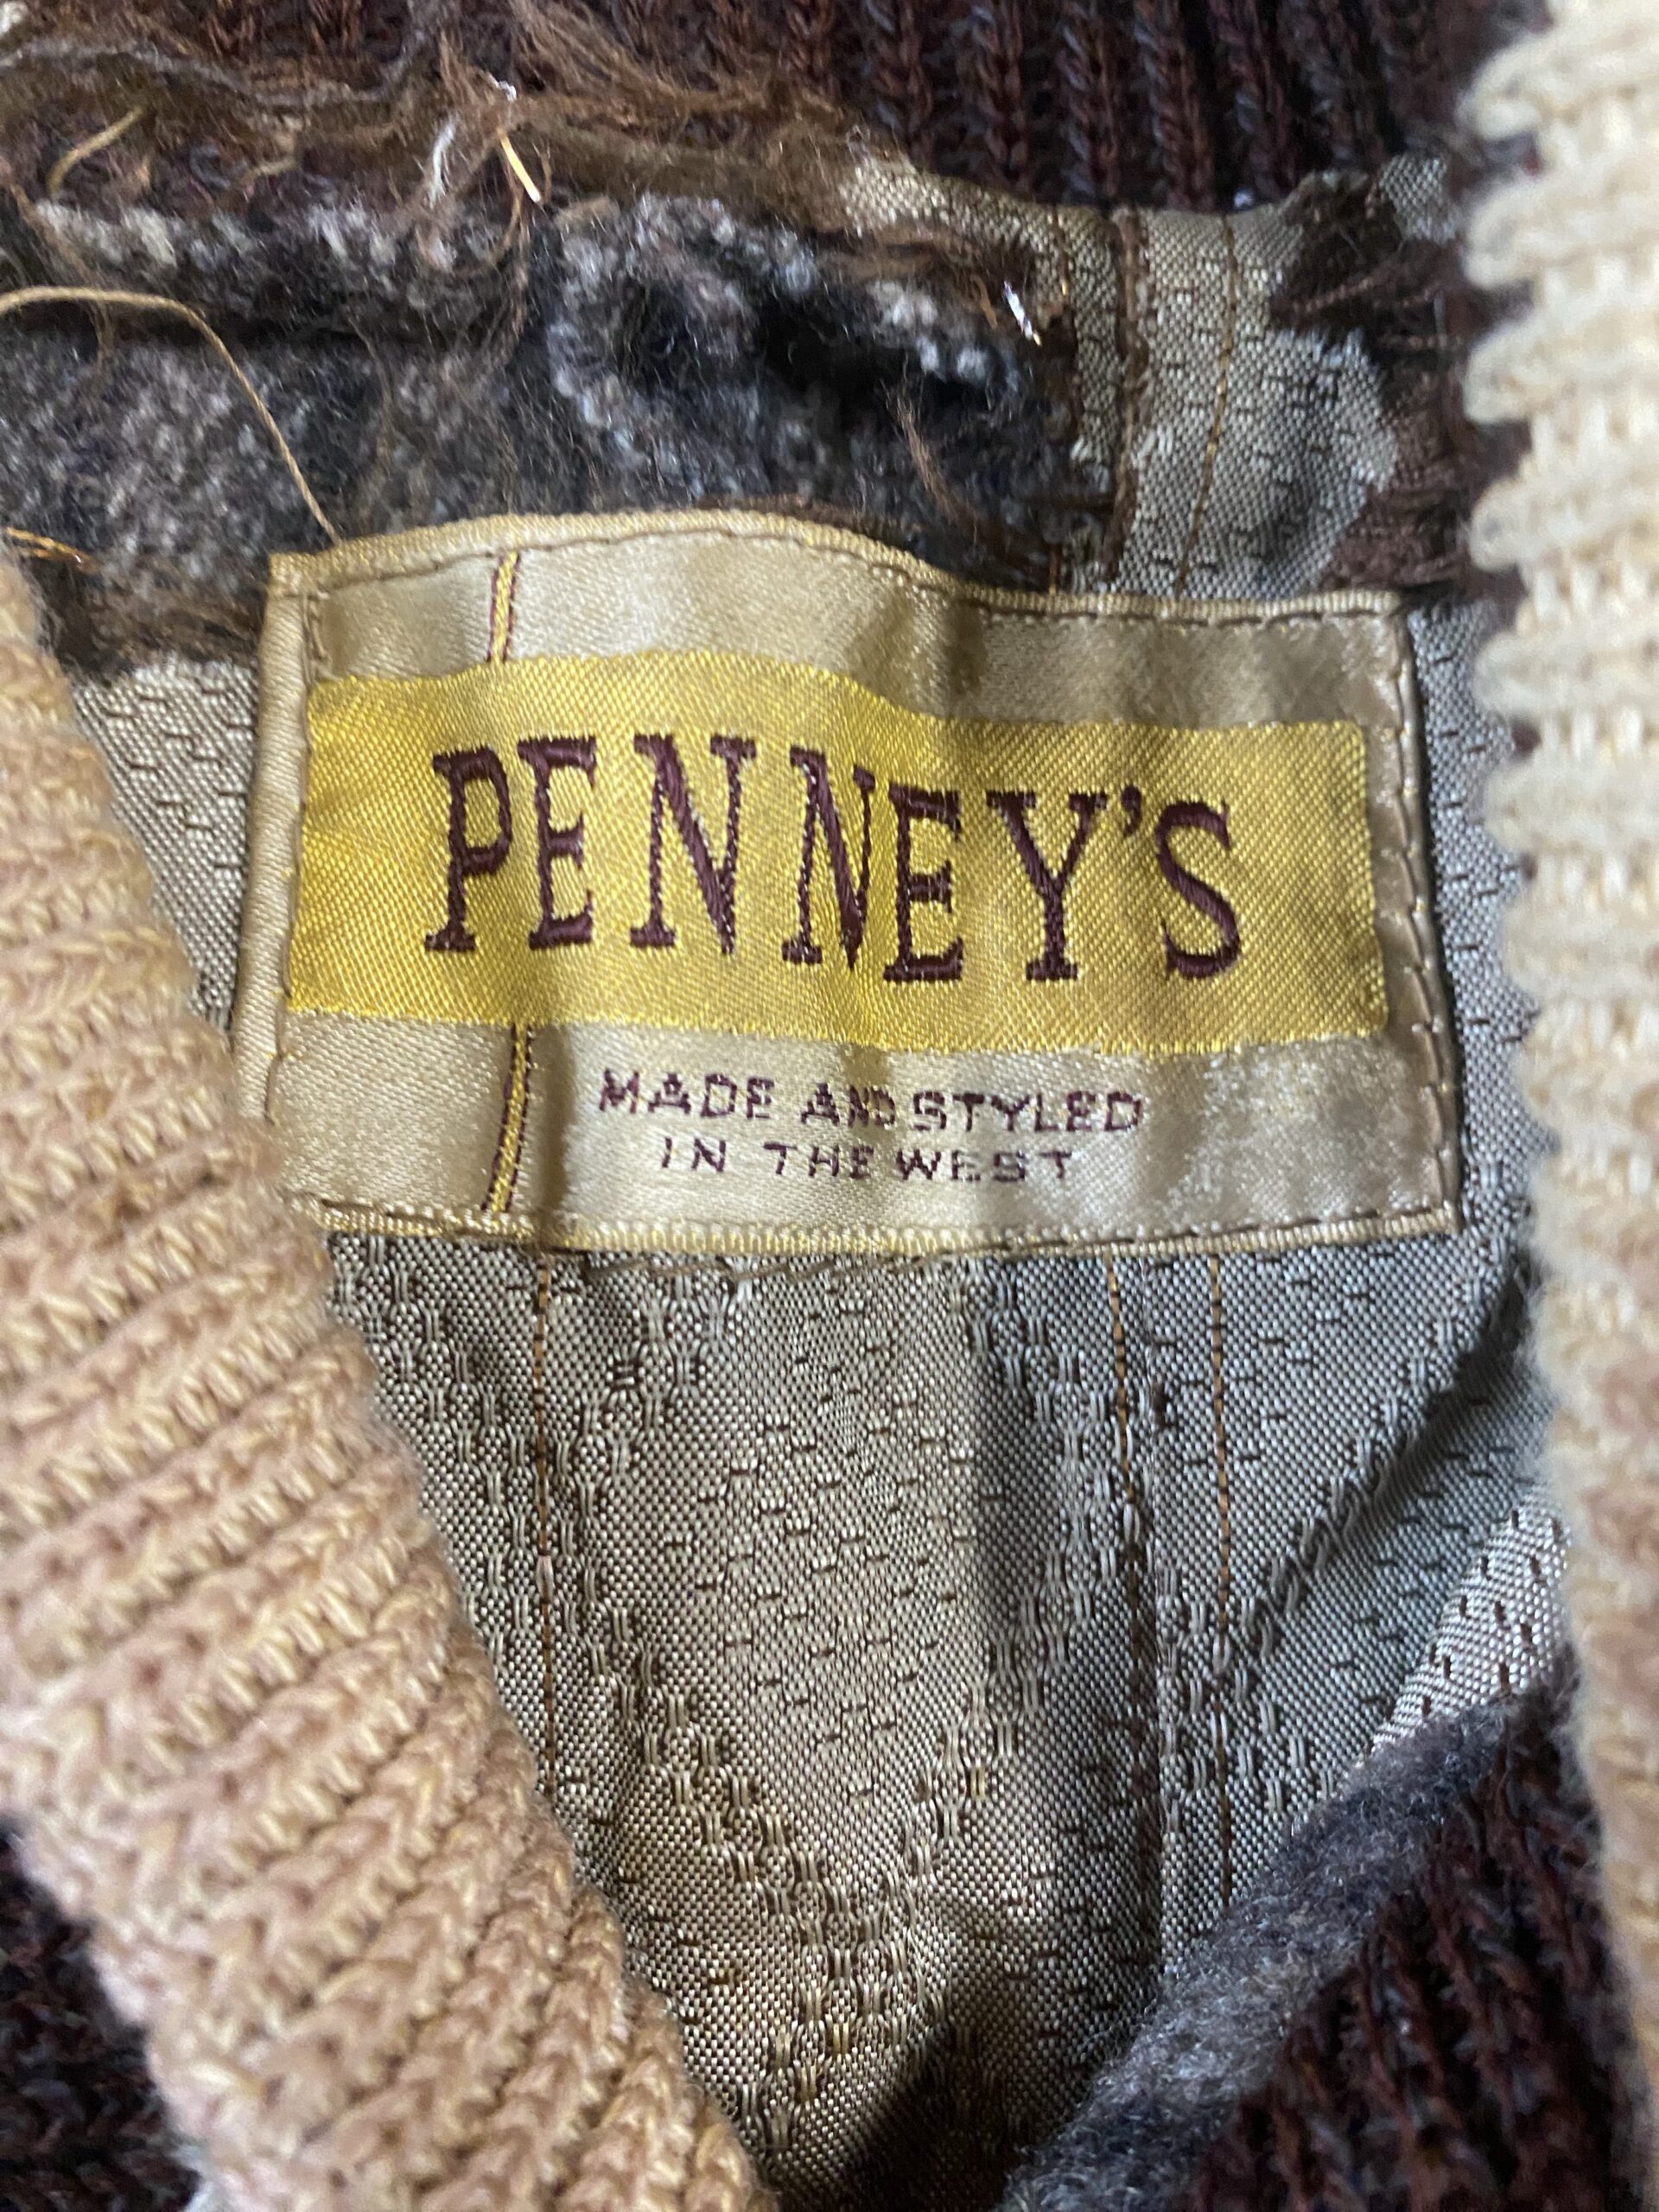 PENNEY'S
MADE AND STYLED
IN THE WEST